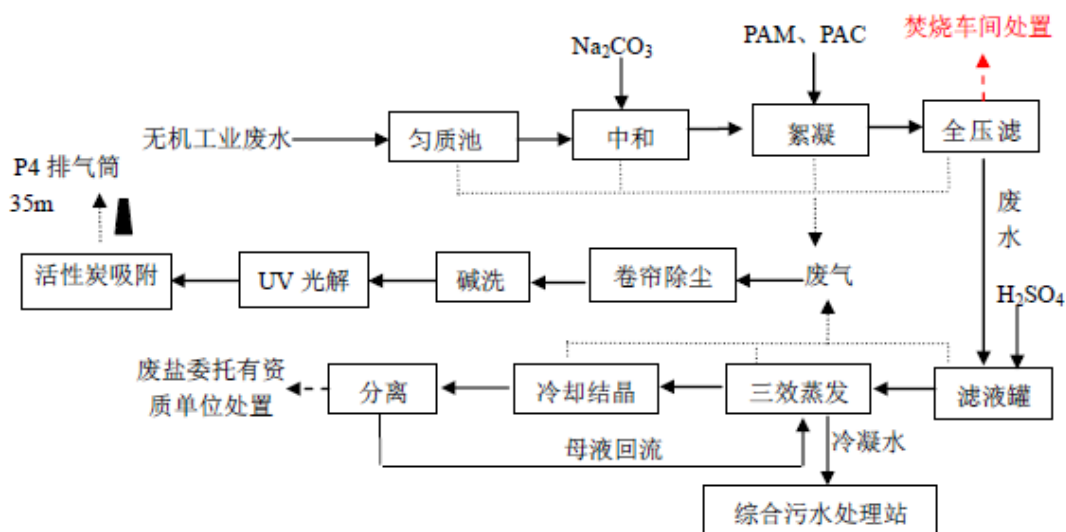 焚烧车间处置
PAM、PAC
Na₂CO₃
无机工业废水
匀质池
中和
絮凝
全压滤
P4 排气筒
35m
废
水
活性炭吸附
UV 光解
碱洗
卷帘除尘
废气
H₂SO₄
废盐委托有资
质单位处置
分离
冷却结晶
三效蒸发
滤液罐
母液回流
冷凝水
综合污水处理站